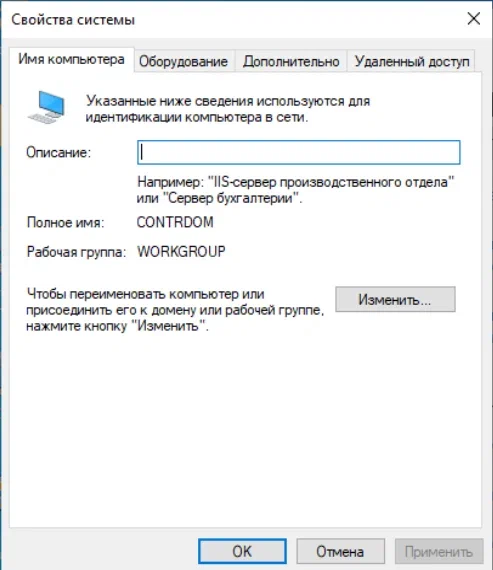 Свойства системы
Имя компьютера
Оборудование
Дополнительно
Удаленный доступ
Указанные ниже сведения используются для
идентификации компьютера в сети.
Описание:
Например: "IIS-сервер производственного отдела"
или "Сервер бухгалтерии".
Полное имя: CONTRDOM
Рабочая группа: WORKGROUP
Чтобы переименовать компьютер или
присоединить его к домену или рабочей группе,
нажмите кнопку "Изменить".
Изменить...
OK
Отмена
Применить